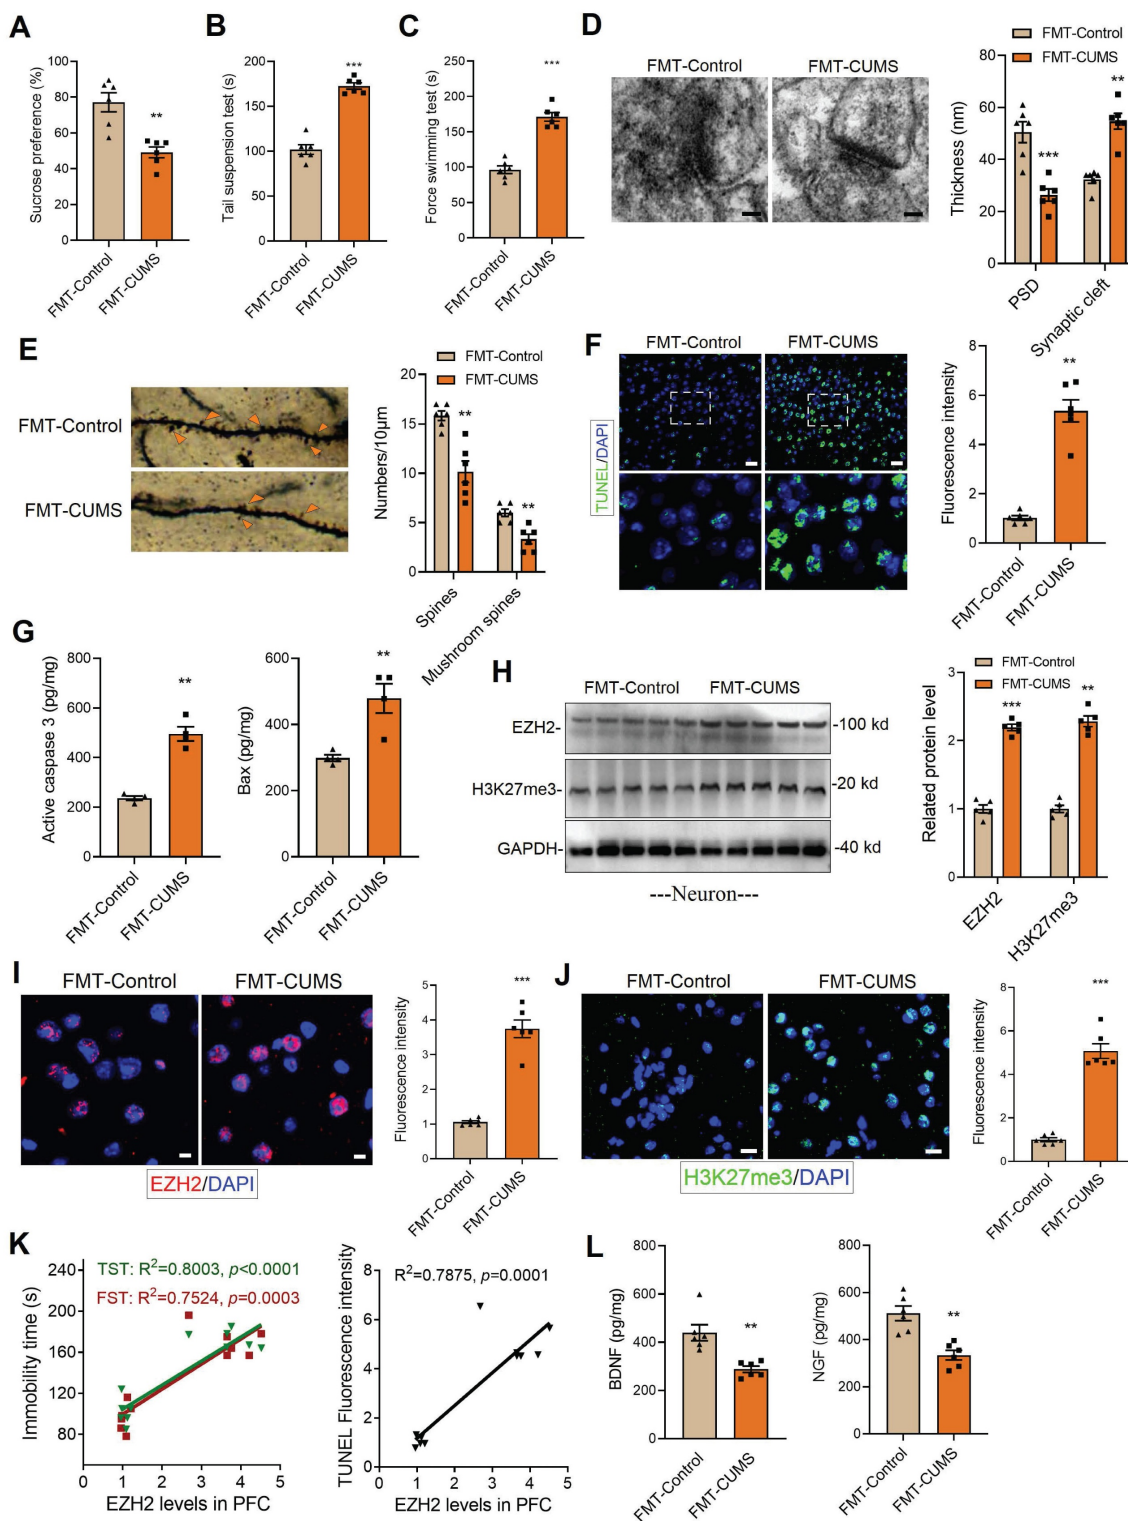 A
Sucrose preference (%)
100
80
60
40
20
0
**
FMT-Control
FMT-CUMS
B
Tail suspension test (s)
200
150
100
50
0
***
FMT-Control
FMT-CUMS
C
Force swimming test (s)
250
200
150
100
50
0
***
FMT-Control
FMT-CUMS
D
FMT-Control
FMT-CUMS
FMT-Control
FMT-CUMS
Thickness (nm)
80
60
40
20
0
***
**
PSD
Synaptic cleft
E
FMT-Control
FMT-CUMS
FMT-Control
FMT-CUMS
Numbers/10μm
20
15
10
5
0
**
**
Spines
Mushroom spines
F
FMT-Control
FMT-CUMS
TUNEL/DAPI
Fluorescence intensity
8
6
4
2
0
**
FMT-Control
FMT-CUMS
G
Active caspase 3 (pg/mg)
800
600
400
200
0
**
FMT-Control
FMT-CUMS
Bax (pg/mg)
600
400
200
0
**
FMT-Control
FMT-CUMS
H
FMT-Control
FMT-CUMS
EZH2-
-100 kd
H3K27me3-
-20 kd
GAPDH-
-40 kd
---Neuron---
FMT-Control
FMT-CUMS
Related protein level
3
2
1
0
***
**
EZH2
H3K27me3
I
FMT-Control
FMT-CUMS
EZH2/DAPI
Fluorescence intensity
5
4
3
2
1
0
***
FMT-Control
FMT-CUMS
J
FMT-Control
FMT-CUMS
H3K27me3/DAPI
Fluorescence intensity
8
6
4
2
0
***
FMT-Control
FMT-CUMS
K
TST: R²=0.8003, p<0.0001
FST: R²=0.7524, p=0.0003
Immobility time (s)
240
200
160
120
80
0 1 2 3 4 5
EZH2 levels in PFC
R²=0.7875, p=0.0001
TUNEL Fluorescence intensity
8
6
4
2
0
0 1 2 3 4 5
EZH2 levels in PFC
L
BDNF (pg/mg)
800
600
400
200
0
**
FMT-Control
FMT-CUMS
NGF (pg/mg)
800
600
400
200
0
**
FMT-Control
FMT-CUMS